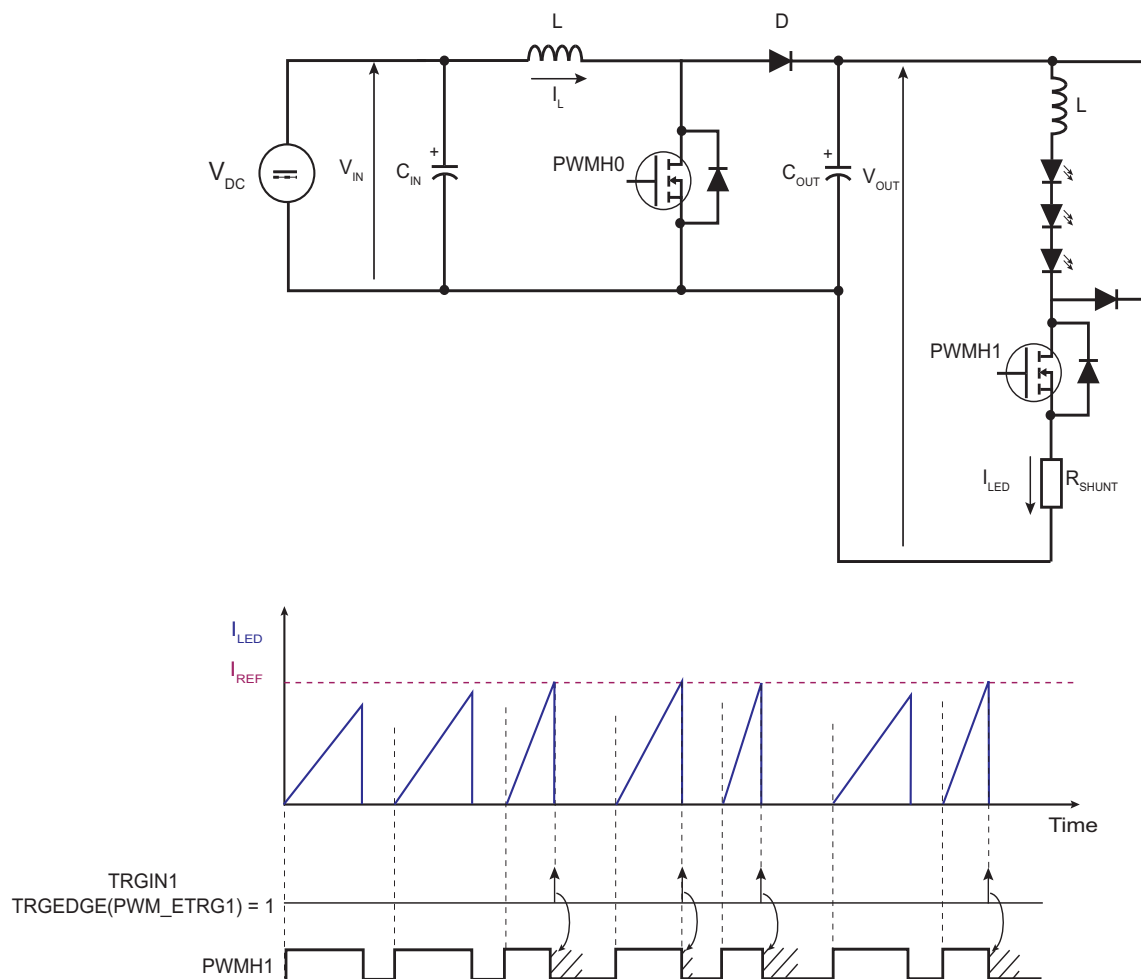 L
D
I_L
L
PWMH0
V_DC
V_IN
+
C_IN
+
C_OUT
V_OUT
PWMH1
I_LED
R_SHUNT
I_LED
I_REF
Time
TRGIN1
TRGEDGE(PWM_ETRG1) = 1
PWMH1